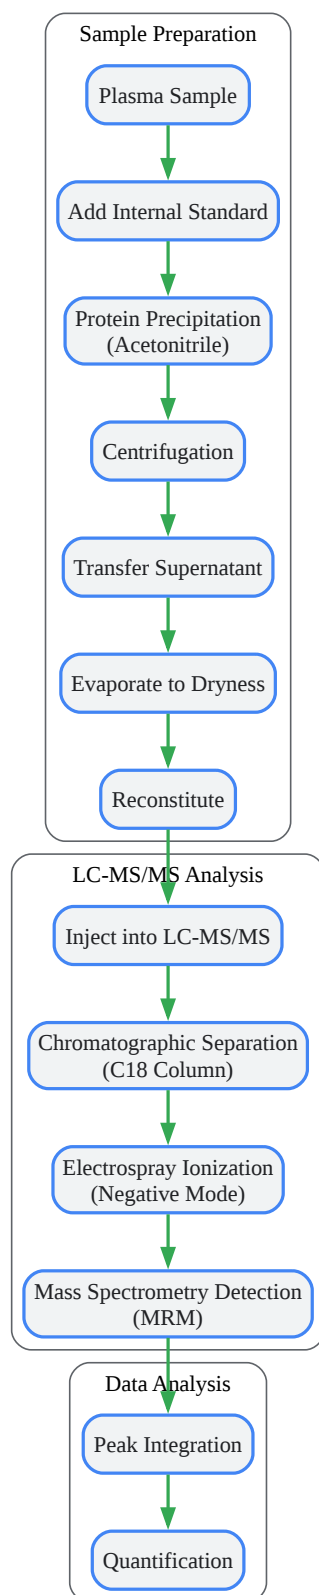 Sample Preparation
Plasma Sample
Add Internal Standard
Protein Precipitation
(Acetonitrile)
Centrifugation
Transfer Supernatant
Evaporate to Dryness
Reconstitute
LC-MS/MS Analysis
Inject into LC-MS/MS
Chromatographic Separation
(C18 Column)
Electrospray Ionization
(Negative Mode)
Mass Spectrometry Detection
(MRM)
Data Analysis
Peak Integration
Quantification